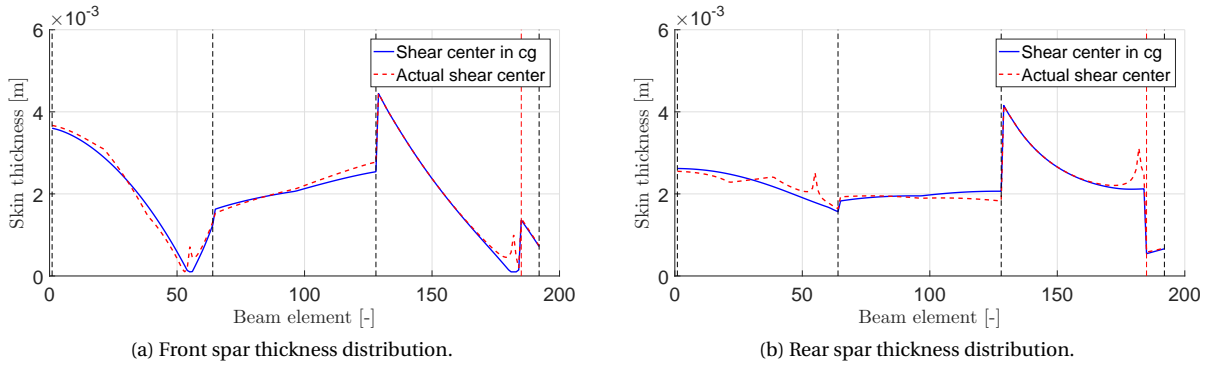 ×10⁻³
6
4
2
0
Skin thickness [m]
0 50 100 150 200
Beam element [-]
Shear center in cg
Actual shear center
(a) Front spar thickness distribution.
×10⁻³
6
4
2
0
Skin thickness [m]
0 50 100 150 200
Beam element [-]
Shear center in cg
Actual shear center
(b) Rear spar thickness distribution.